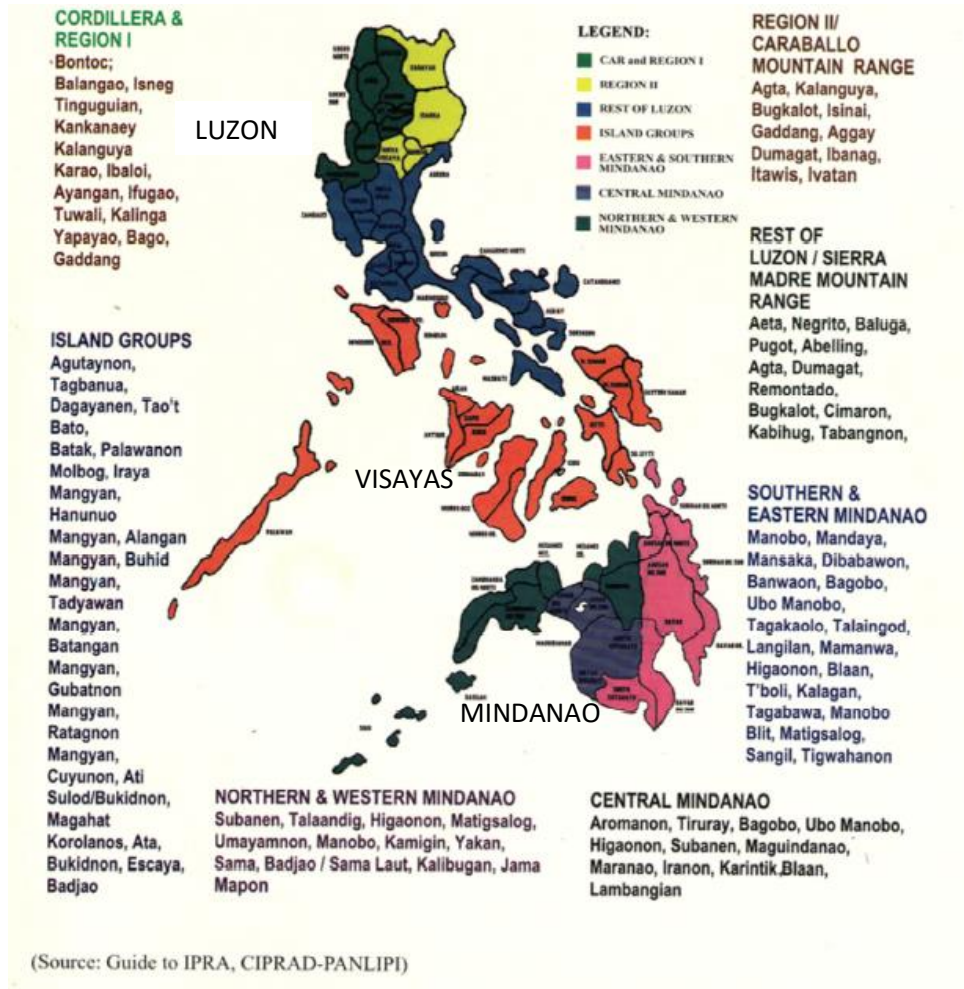 CORDILLERA &
REGION I
Bontoc;
Balangao, Isneg
Tinguguian,
Kankanaey
Kalanguya
Karao, Ibaloi,
Ayangan, Ifugao,
Tuwali, Kalinga
Yapayao, Bago,
Gaddang
LUZON
LEGEND:
CAR and REGION I
REGION II
REST OF LUZON
ISLAND GROUPS
EASTERN & SOUTHERN
MINDANAO
CENTRAL MINDANAO
NORTHERN & WESTERN
MINDANAO
REGION II/
CARABALLO
MOUNTAIN RANGE
Agta, Kalanguya,
Bugkalot, Isinai,
Gaddang, Aggay
Dumagat, Ibanag,
Itawis, Ivatan
REST OF
LUZON / SIERRA
MADRE MOUNTAIN
RANGE
Aeta, Negrito, Baluga,
Pugot, Abelling,
Agta, Dumagat,
Remontado,
Bugkalot, Cimaron,
Kabihug, Tabangnon,
ISLAND GROUPS
Agutaynon,
Tagbanua,
Dagayanen, Tao't
Bato,
Batak, Palawanon
Molbog, Iraya
Mangyan,
Hanunuo
Mangyan, Alangan
Mangyan, Buhid
Mangyan,
Tadyawan
Mangyan,
Batangan
Mangyan,
Gubatnon
Mangyan,
Ratagnon
Mangyan,
Cuyunon, Ati
Sulod/Bukidnon,
Magahat
Korolanos, Ata,
Bukidnon, Escaya,
Badjao
VISAYAS
PALAWAN
CATANDUANES
CAMARINES NORTE
EASTERN SAMAR
MINDANAO
SOUTHERN &
EASTERN MINDANAO
Manobo, Mandaya,
Mansaka, Dibabawon,
Banwaon, Bagobo,
Ubo Manobo,
Tagakaolo, Talaingod,
Langilan, Mamanwa,
Higaonon, Blaan,
T'boli, Kalagan,
Tagabawa, Manobo
Blit, Matigsalog,
Sangil, Tigwahanon
NORTHERN & WESTERN MINDANAO
Subanen, Talaandig, Higaonon, Matigsalog,
Umayamnon, Manobo, Kamigin, Yakan,
Sama, Badjao / Sama Laut, Kalibugan, Jama
Mapon
CENTRAL MINDANAO
Aromanon, Tiruray, Bagobo, Ubo Manobo,
Higaonon, Subanen, Maguindanao,
Maranao, Iranon, Karintik,Blaan,
Lambangian
(Source: Guide to IPRA, CIPRAD-PANLIPI)